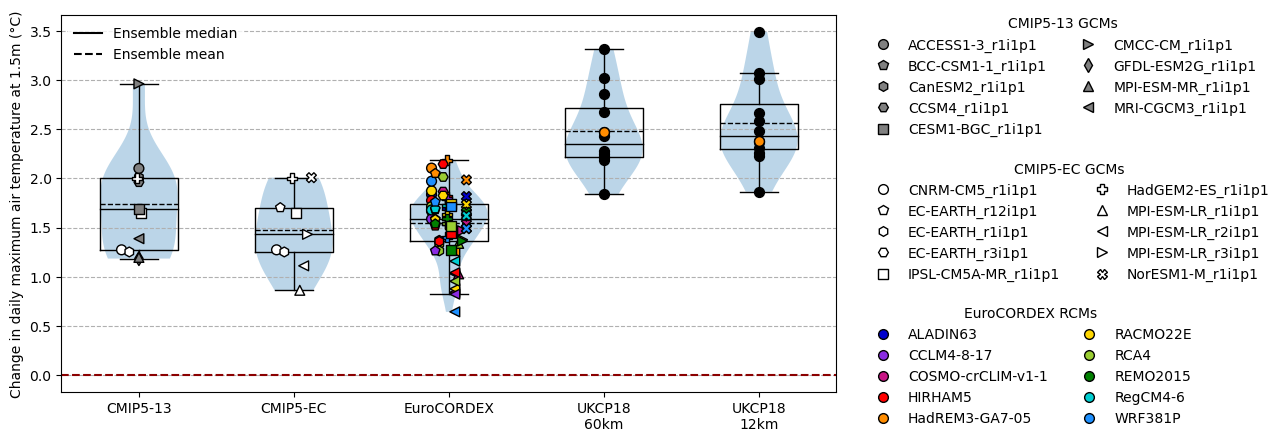 Change in daily maximum air temperature at 1.5m (°C)
3.5
3.0
2.5
2.0
1.5
1.0
0.5
0.0
Ensemble median
Ensemble mean
CMIP5-13
CMIP5-EC
EuroCORDEX
UKCP18
60km
UKCP18
12km
CMIP5-13 GCMs
ACCESS1-3_r1i1p1
BCC-CSM1-1_r1i1p1
CanESM2_r1i1p1
CCSM4_r1i1p1
CESM1-BGC_r1i1p1
CMCC-CM_r1i1p1
GFDL-ESM2G_r1i1p1
MPI-ESM-MR_r1i1p1
MRI-CGCM3_r1i1p1
CMIP5-EC GCMs
CNRM-CM5_r1i1p1
EC-EARTH_r12i1p1
EC-EARTH_r1i1p1
EC-EARTH_r3i1p1
IPSL-CM5A-MR_r1i1p1
HadGEM2-ES_r1i1p1
MPI-ESM-LR_r1i1p1
MPI-ESM-LR_r2i1p1
MPI-ESM-LR_r3i1p1
NorESM1-M_r1i1p1
EuroCORDEX RCMs
ALADIN63
CCLM4-8-17
COSMO-crCLIM-v1-1
HIRHAM5
HadREM3-GA7-05
RACMO22E
RCA4
REMO2015
RegCM4-6
WRF381P